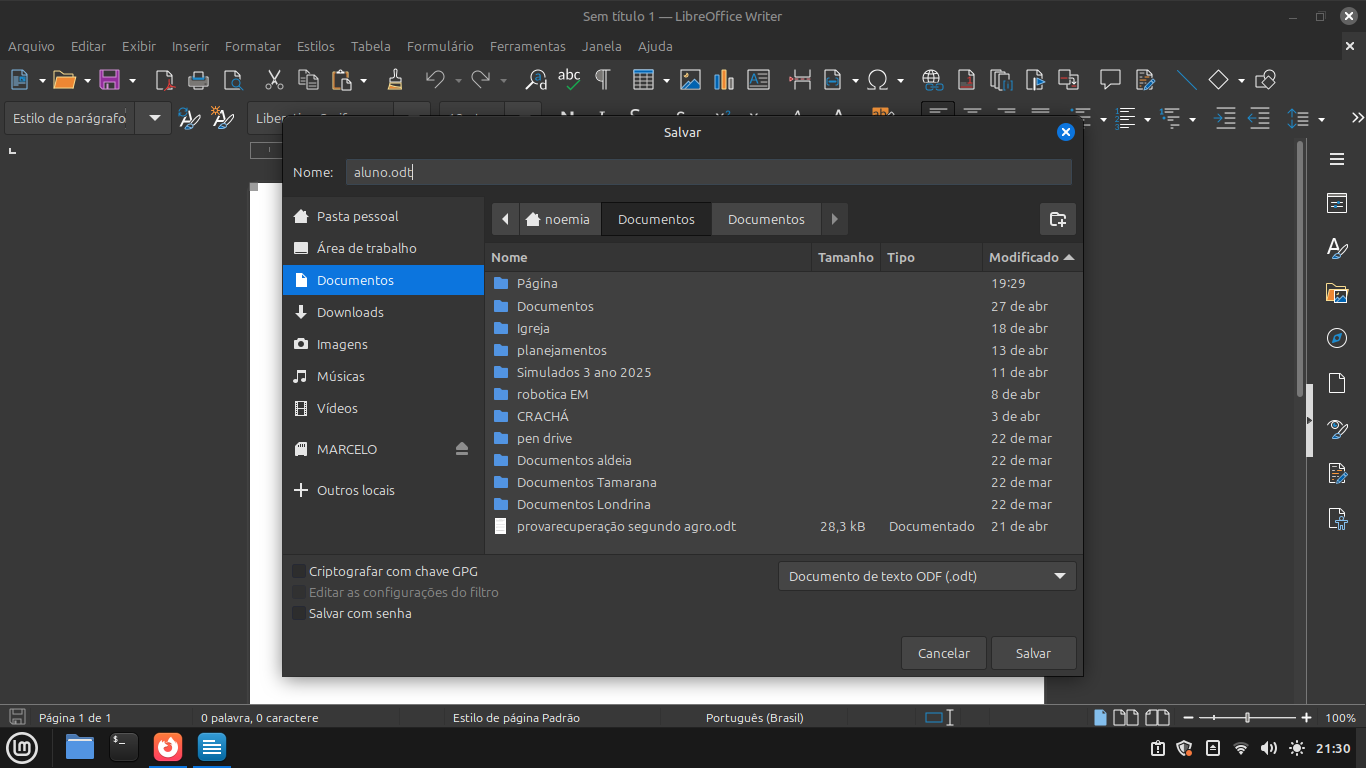 Sem título 1 — LibreOffice Writer
Arquivo Editar Exibir Inserir Formatar Estilos Tabela Formulário Ferramentas Janela Ajuda
Estilo de parágrafo
Salvar
Nome: aluno.odt
Pasta pessoal
Área de trabalho
Documentos
Downloads
Imagens
Músicas
Vídeos
MARCELO
Outros locais
noemia Documentos Documentos
Nome Tamanho Tipo Modificado
Página 19:29
Documentos 27 de abr
Igreja 18 de abr
planejamentos 13 de abr
Simulados 3 ano 2025 11 de abr
robotica EM 8 de abr
CRACHÁ 3 de abr
pen drive 22 de mar
Documentos aldeia 22 de mar
Documentos Tamarana 22 de mar
Documentos Londrina 22 de mar
provarecuperação segundo agro.odt 28,3 kB Documentado 21 de abr
Criptografar com chave GPG
Editar as configurações do filtro
Salvar com senha
Documento de texto ODF (.odt)
Cancelar Salvar
Página 1 de 1 0 palavra, 0 caractere Estilo de página Padrão Português (Brasil) 100%
21:30